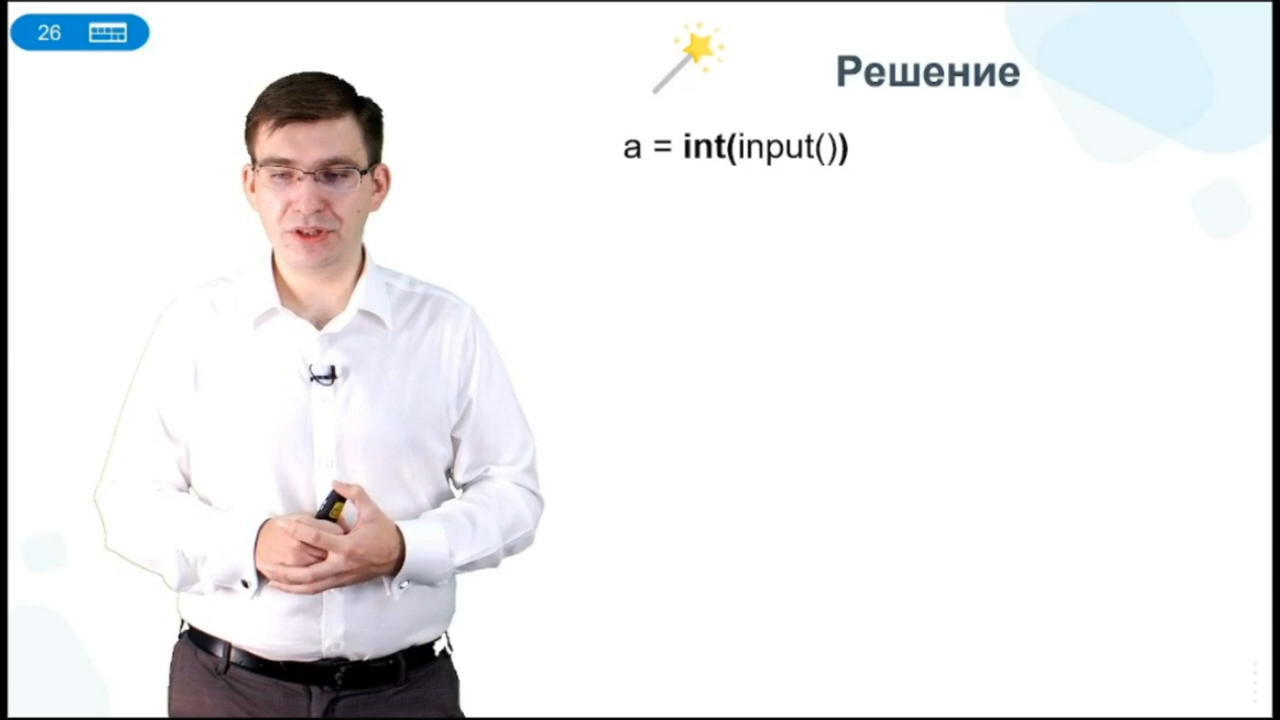 26
Решение
a = int(input())